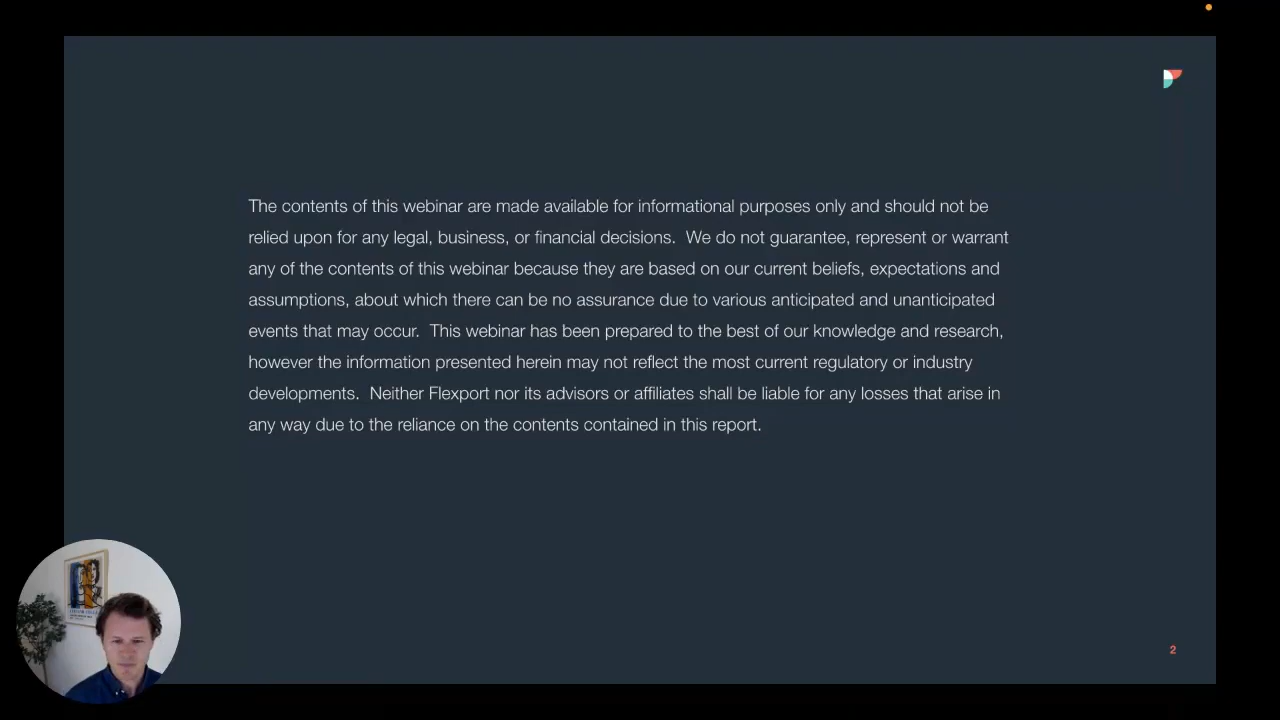 The contents of this webinar are made available for informational purposes only and should not be
relied upon for any legal, business, or financial decisions.  We do not guarantee, represent or warrant
any of the contents of this webinar because they are based on our current beliefs, expectations and
assumptions, about which there can be no assurance due to various anticipated and unanticipated
events that may occur.  This webinar has been prepared to the best of our knowledge and research,
however the information presented herein may not reflect the most current regulatory or industry
developments.  Neither Flexport nor its advisors or affiliates shall be liable for any losses that arise in
any way due to the reliance on the contents contained in this report.
2